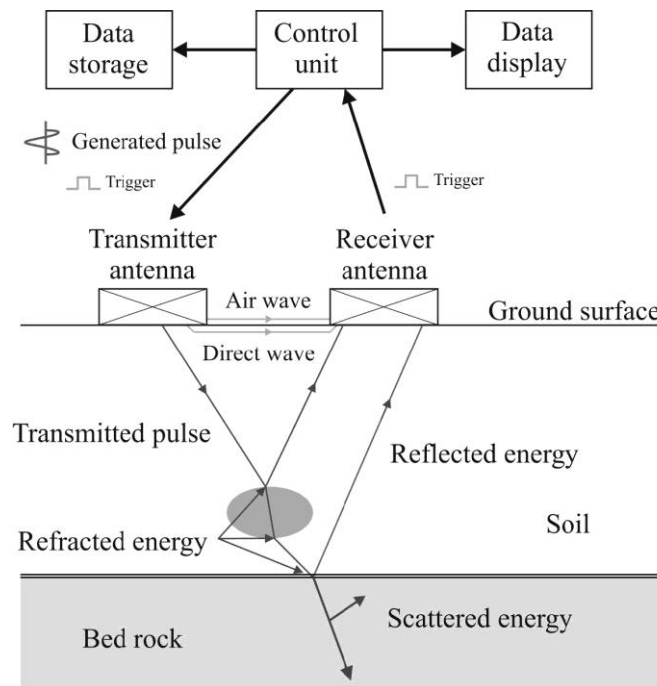 Data
storage
Control
unit
Data
display
Generated pulse
Trigger
Trigger
Transmitter
antenna
Receiver
antenna
Air wave
Ground surface
Direct wave
Transmitted pulse
Reflected energy
Soil
Refracted energy
Scattered energy
Bed rock